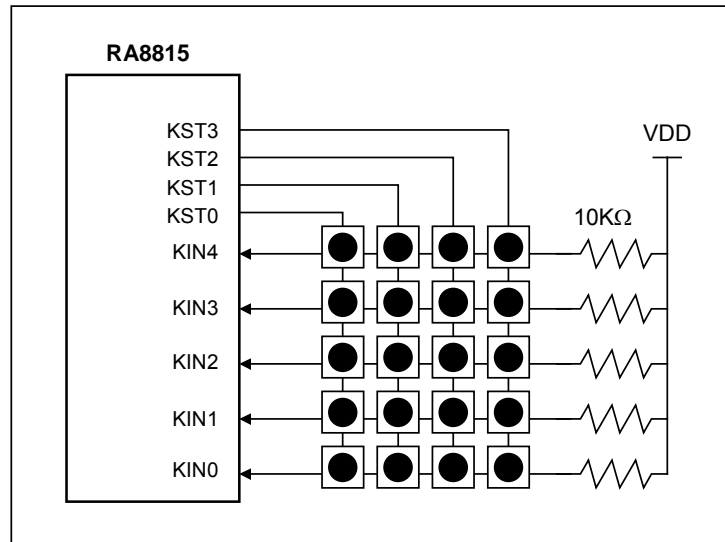 RA8815
KST3
VDD
KST2
KST1
KST0
10KΩ
KIN4
KIN3
KIN2
KIN1
KIN0